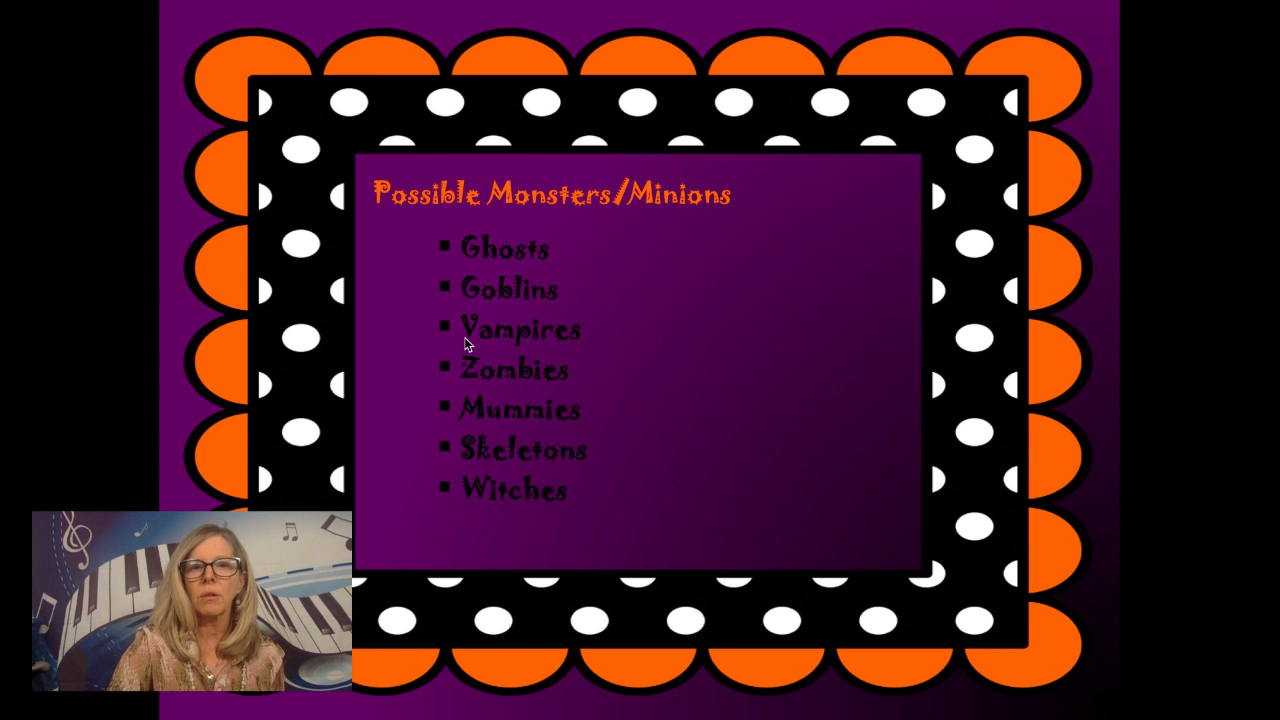 Possible Monsters/Minions
▪ Ghosts
▪ Goblins
▪ Vampires
▪ Zombies
▪ Mummies
▪ Skeletons
▪ Witches